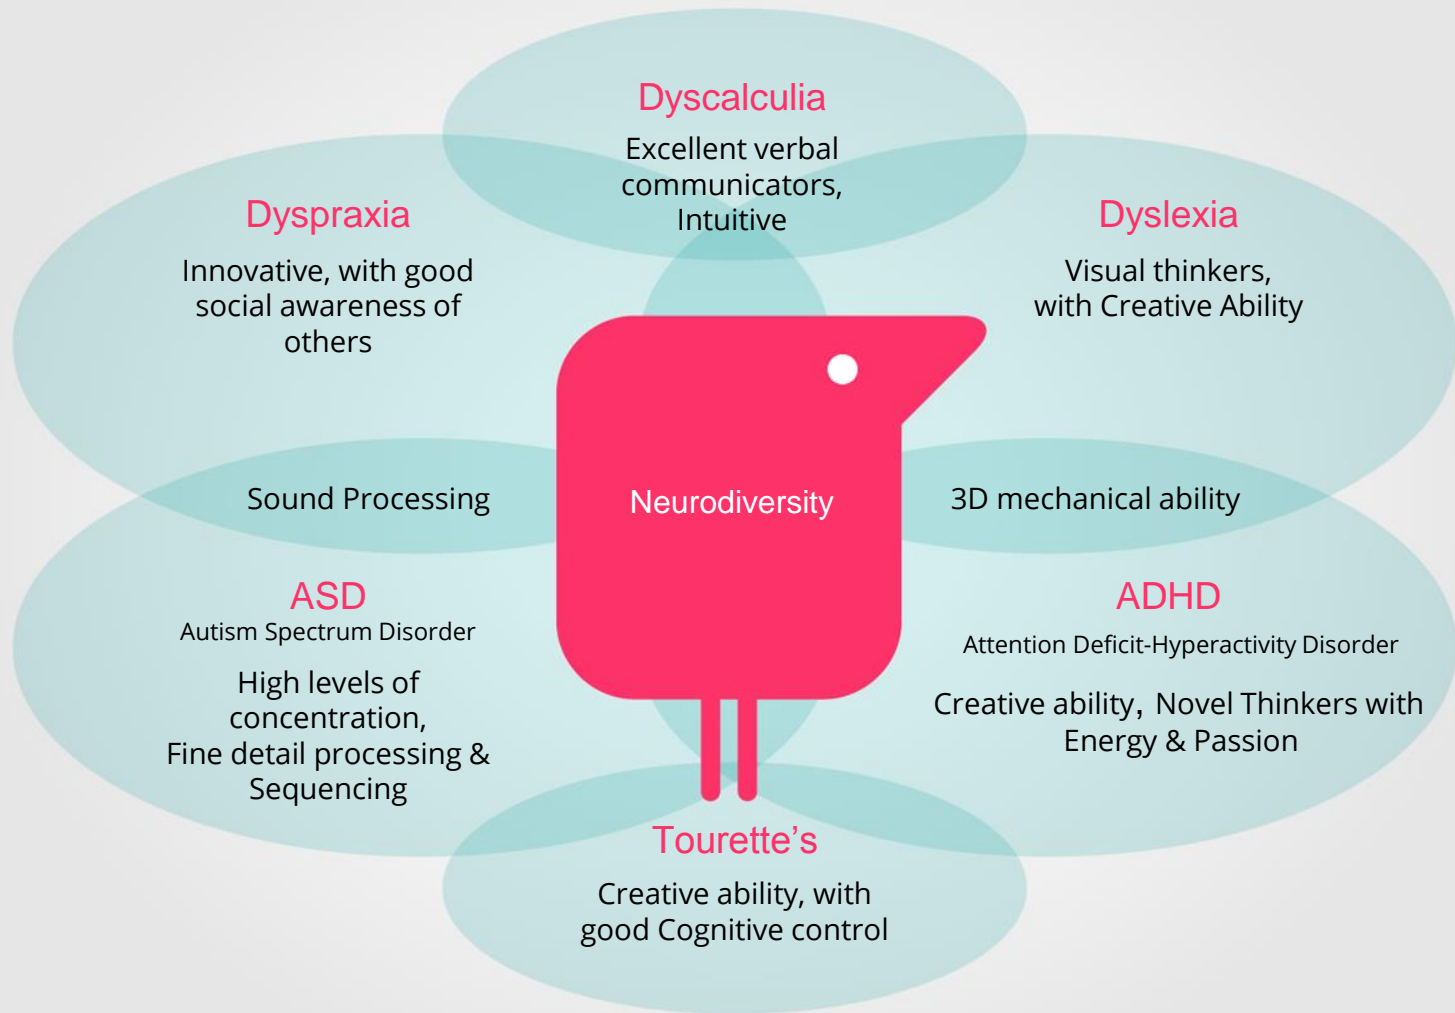 Dyscalculia
Excellent verbal
communicators,
Intuitive
Dyspraxia
Innovative, with good
social awareness of
others
Dyslexia
Visual thinkers,
with Creative Ability
Sound Processing
Neurodiversity
3D mechanical ability
ASD
Autism Spectrum Disorder
High levels of
concentration,
Fine detail processing &
Sequencing
ADHD
Attention Deficit-Hyperactivity Disorder
Creative ability, Novel Thinkers with
Energy & Passion
Tourette’s
Creative ability, with
good Cognitive control